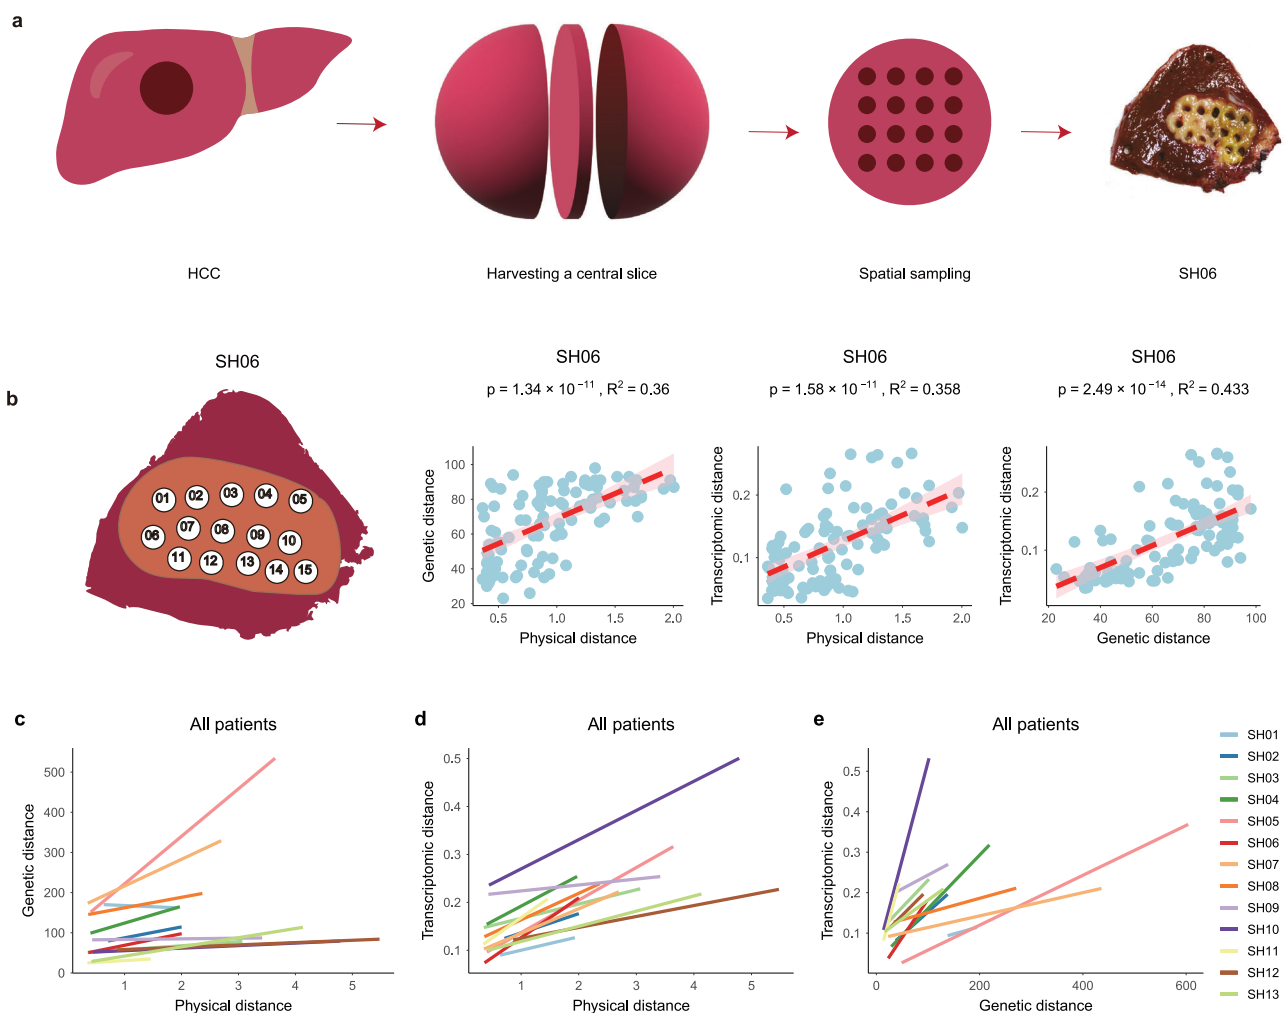 a
HCC
Harvesting a central slice
Spatial sampling
SH06
b
SH06
01 02 03 04 05
06 07 08 09 10
11 12 13 14 15
SH06
p = 1.34 × 10⁻¹¹ , R² = 0.36
Genetic distance
100
80
60
40
20
0.5 1.0 1.5 2.0
Physical distance
SH06
p = 1.58 × 10⁻¹¹ , R² = 0.358
Transcriptomic distance
0.2
0.1
0.5 1.0 1.5 2.0
Physical distance
SH06
p = 2.49 × 10⁻¹⁴ , R² = 0.433
Transcriptomic distance
0.2
0.1
20 40 60 80 100
Genetic distance
c
All patients
Genetic distance
500
400
300
200
100
0
1 2 3 4 5
Physical distance
d
All patients
Transcriptomic distance
0.5
0.4
0.3
0.2
0.1
1 2 3 4 5
Physical distance
e
All patients
Transcriptomic distance
0.5
0.4
0.3
0.2
0.1
0 200 400 600
Genetic distance
SH01
SH02
SH03
SH04
SH05
SH06
SH07
SH08
SH09
SH10
SH11
SH12
SH13